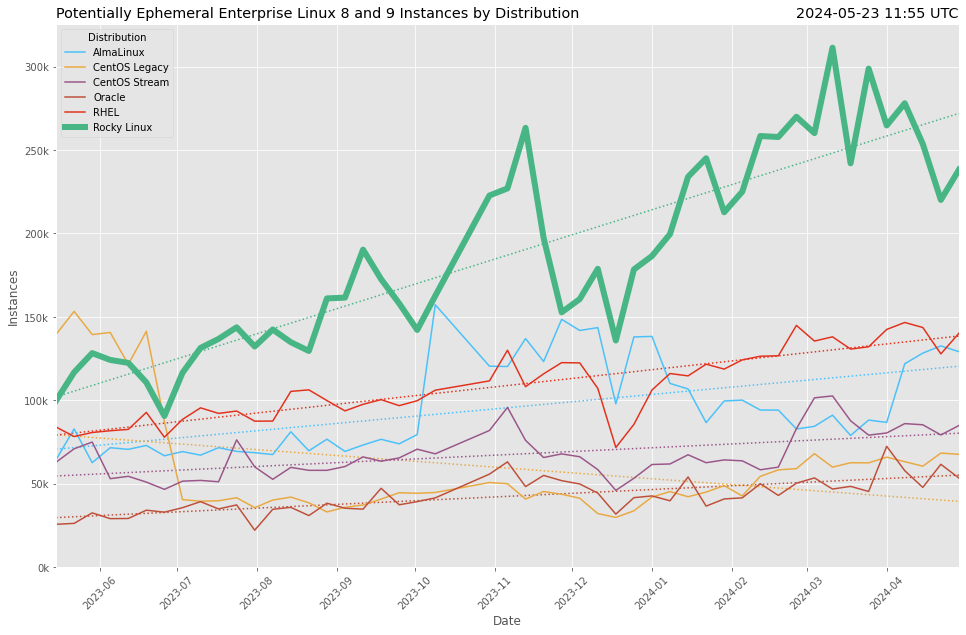 Potentially Ephemeral Enterprise Linux 8 and 9 Instances by Distribution
2024-05-23 11:55 UTC
Distribution
AlmaLinux
CentOS Legacy
CentOS Stream
Oracle
RHEL
Rocky Linux
300k
250k
200k
150k
100k
50k
0k
Instances
2023-06
2023-07
2023-08
2023-09
2023-10
2023-11
2023-12
2024-01
2024-02
2024-03
2024-04
Date